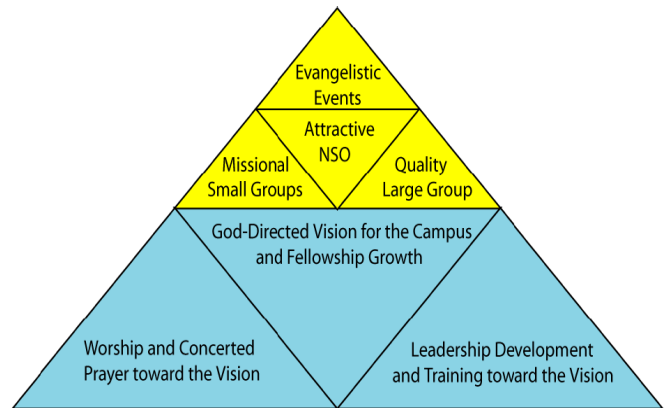 Evangelistic
Events
Attractive
NSO
Missional
Small Groups
Quality
Large Group
God-Directed Vision for the Campus
and Fellowship Growth
Worship and Concerted
Prayer toward the Vision
Leadership Development
and Training toward the Vision